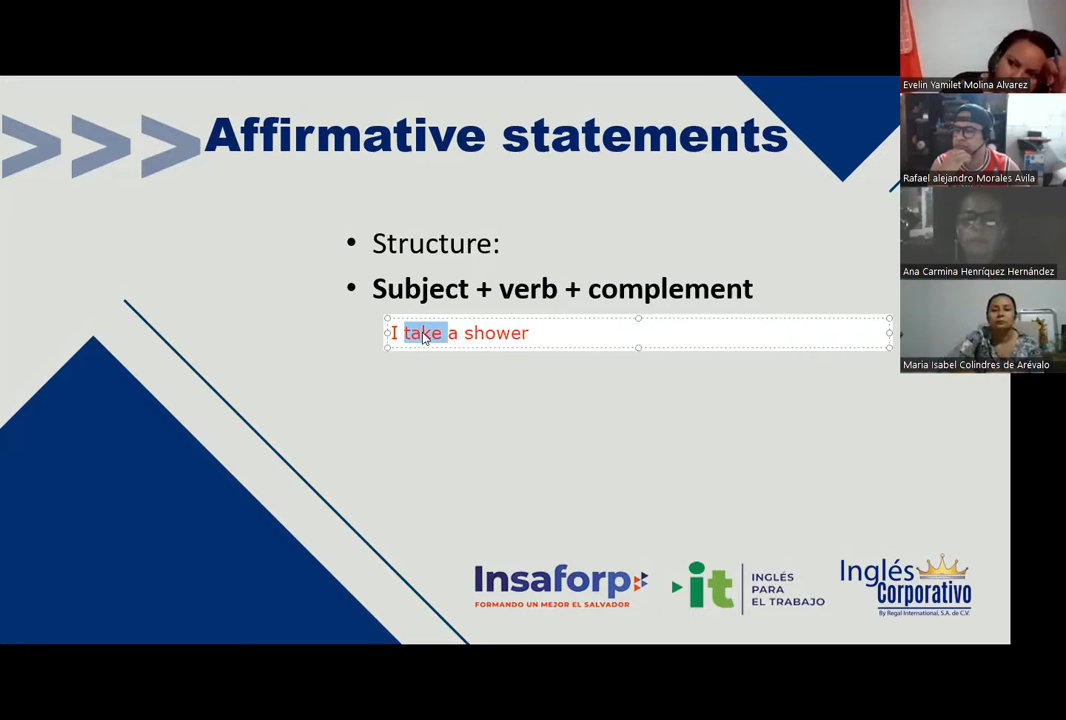 >>> Affirmative statements
• Structure:
• Subject + verb + complement
I take a shower
Insaforp
FORMANDO UN MEJOR EL SALVADOR
it
INGLÉS
PARA
EL TRABAJO
Inglés
Corporativo
By Regal International, S.A. de C.V.
Evelin Yamilet Molina Alvarez
Rafael alejandro Morales Avila
Ana Carmina Henríquez Hernández
Maria Isabel Colindres de Arévalo